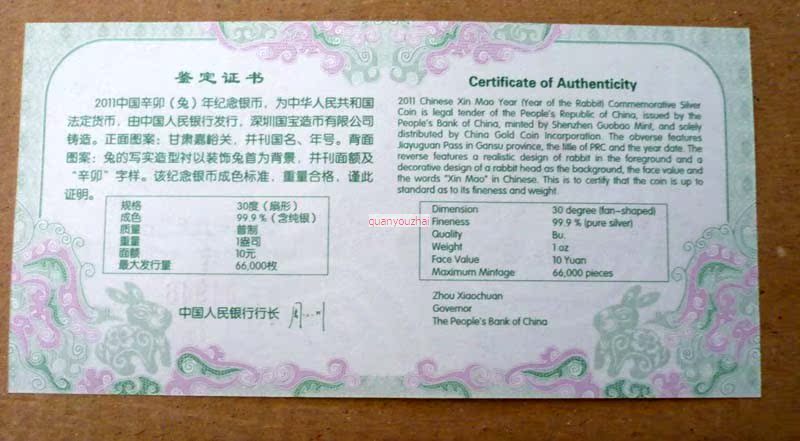 鉴定证书
2011中国辛卯（兔）年纪念银币，为中华人民共和国
法定货币，由中国人民银行发行，深圳国宝造币有限公司
铸造。正面图案：甘肃嘉峪关，并刊国名、年号。背面
图案：兔的写实造型衬以装饰兔首为背景，并刊面额及
“辛卯”字样。该纪念银币成色标准，重量合格，谨此
证明。
规格 30度（扇形）
成色 99.9％（含纯银）
质量 普制
重量 1盎司
面额 10元
最大发行量 66,000枚
中国人民银行行长
Certificate of Authenticity
2011 Chinese Xin Mao Year (Year of the Rabbit) Commemorative Silver
Coin is legal tender of the People's Republic of China, issued by the
People's Bank of China, minted by Shenzhen Guobao Mint, and solely
distributed by China Gold Coin Incorporation. The obverse features
Jiayuguan Pass in Gansu province, the title of PRC and the year date. The
reverse features a realistic design of rabbit in the foreground and a
decorative design of a rabbit head as the background, the face value and
the words "Xin Mao" in Chinese. This is to certify that the coin is up to
standard as to its fineness and weight.
Dimension 30 degree (fan-shaped)
Fineness 99.9 % (pure silver)
Quality Bu.
Weight 1 oz
Face Value 10 Yuan
Maximum Mintage 66,000 pieces
Zhou Xiaochuan
Governor
The People's Bank of China
quanyouzhai